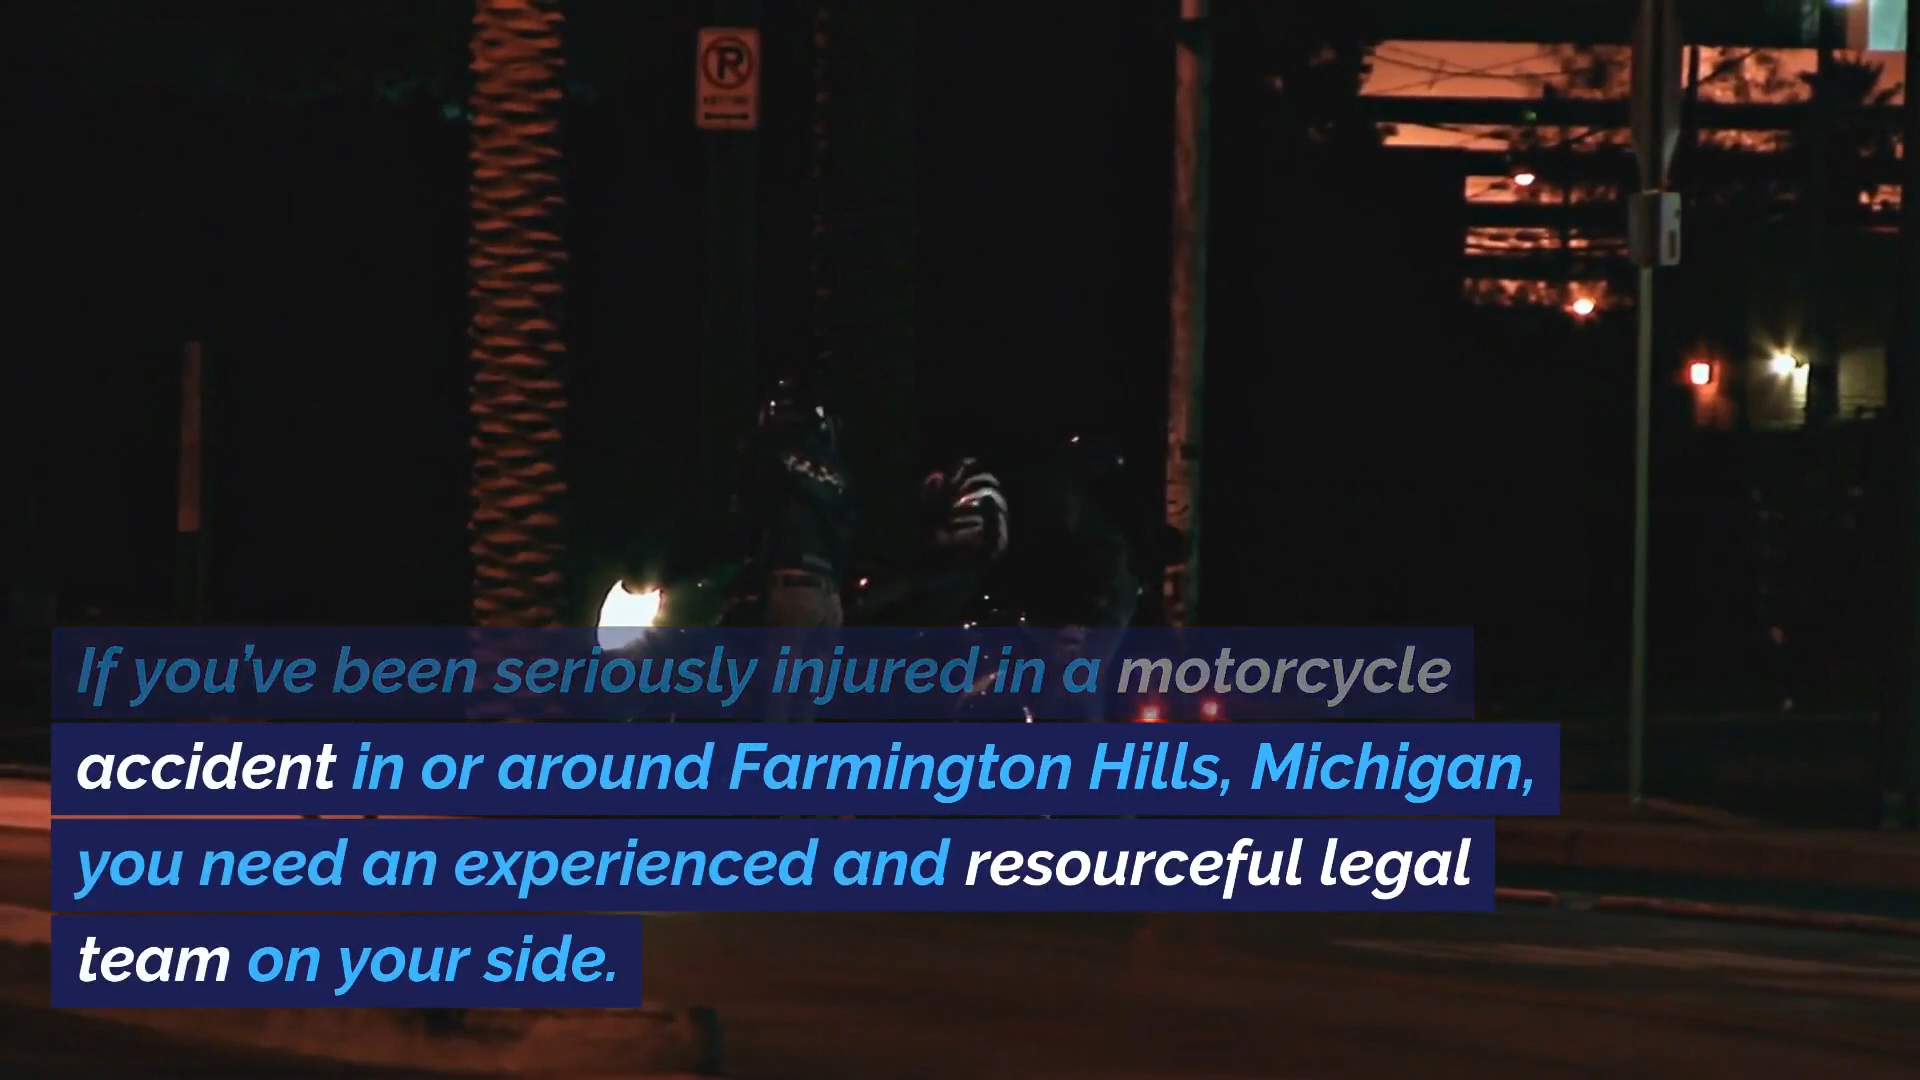 If you’ve been seriously injured in a motorcycle
accident in or around Farmington Hills, Michigan,
you need an experienced and resourceful legal
team on your side.